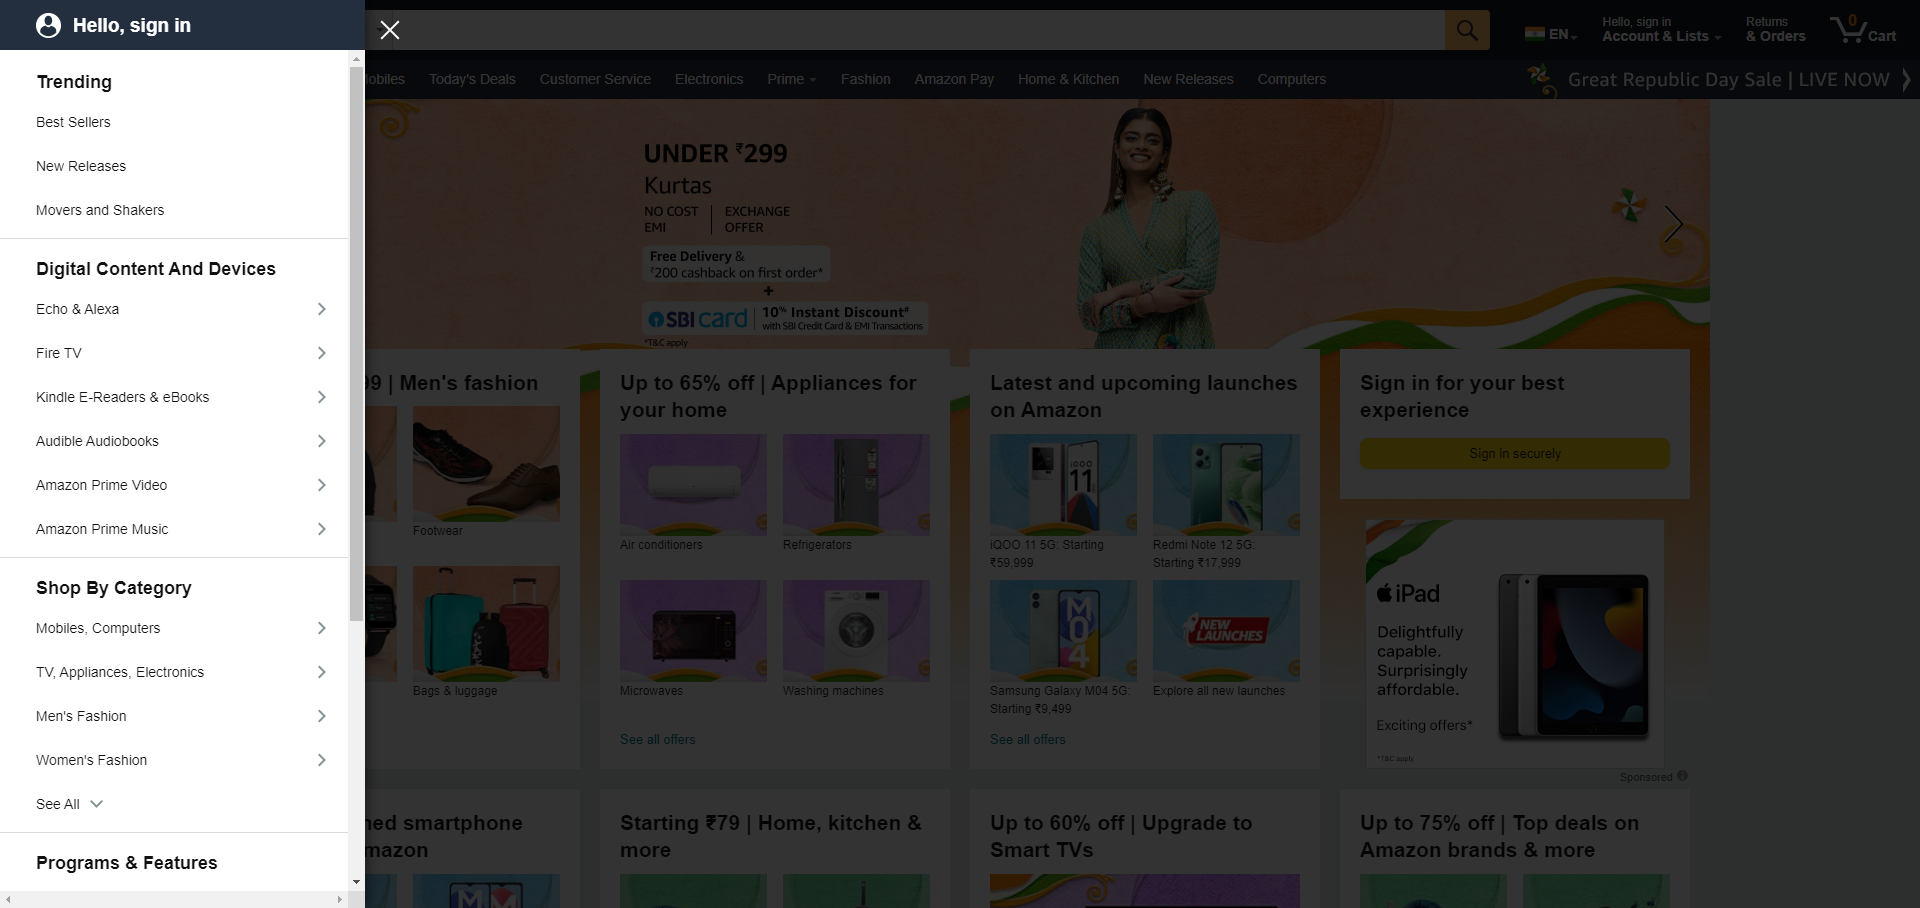 Hello, sign in
Trending
Best Sellers
New Releases
Movers and Shakers
Digital Content And Devices
Echo & Alexa
Fire TV
Kindle E-Readers & eBooks
Audible Audiobooks
Amazon Prime Video
Amazon Prime Music
Shop By Category
Mobiles, Computers
TV, Appliances, Electronics
Men's Fashion
Women's Fashion
See All
Programs & Features
EN
Hello, sign in
Account & Lists
Returns
& Orders
0
Cart
Today's Deals
Customer Service
Electronics
Prime
Fashion
Amazon Pay
Home & Kitchen
New Releases
Computers
Great Republic Day Sale | LIVE NOW
UNDER ₹299
Kurtas
NO COST
EMI
EXCHANGE
OFFER
Free Delivery &
₹200 cashback on first order*
+
SBI card
10% Instant Discount#
with SBI Credit Card & EMI Transactions
*T&C apply
| Men's fashion
Footwear
Bags & luggage
Up to 65% off | Appliances for
your home
Air conditioners
Refrigerators
Microwaves
Washing machines
See all offers
Latest and upcoming launches
on Amazon
iQOO
11
iQOO 11 5G: Starting
₹59,999
Redmi Note 12 5G:
Starting ₹17,999
M04
Samsung Galaxy M04 5G:
Starting ₹9,499
NEW
LAUNCHES
Explore all new launches
See all offers
Sign in for your best
experience
Sign in securely
iPad
Delightfully
capable.
Surprisingly
affordable.
Exciting offers*
*T&C apply
Sponsored
smartphone
Starting ₹79 | Home, kitchen &
more
Up to 60% off | Upgrade to
Smart TVs
Up to 75% off | Top deals on
Amazon brands & more